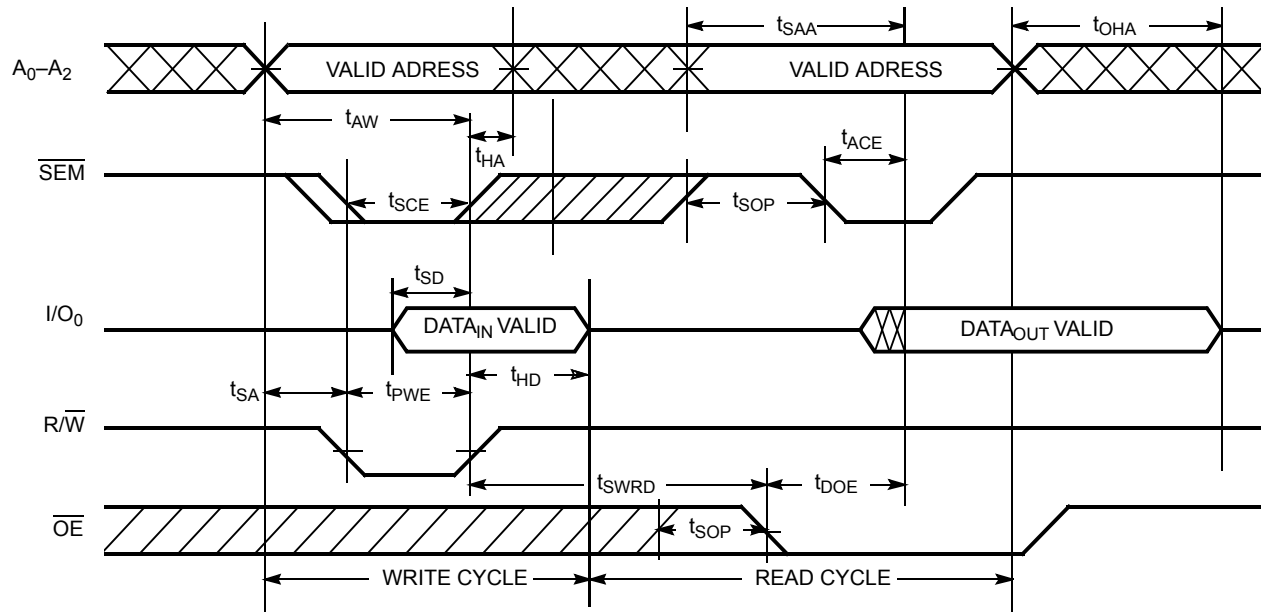 tSAA tOHA
A0–A2 VALID ADRESS VALID ADRESS
tAW tHA tACE
SEM tSCE tSOP
tSD
I/O0 DATAIN VALID DATAOUT VALID
tSA tPWE tHD
R/W
tSWRD tDOE
OE tSOP
WRITE CYCLE READ CYCLE